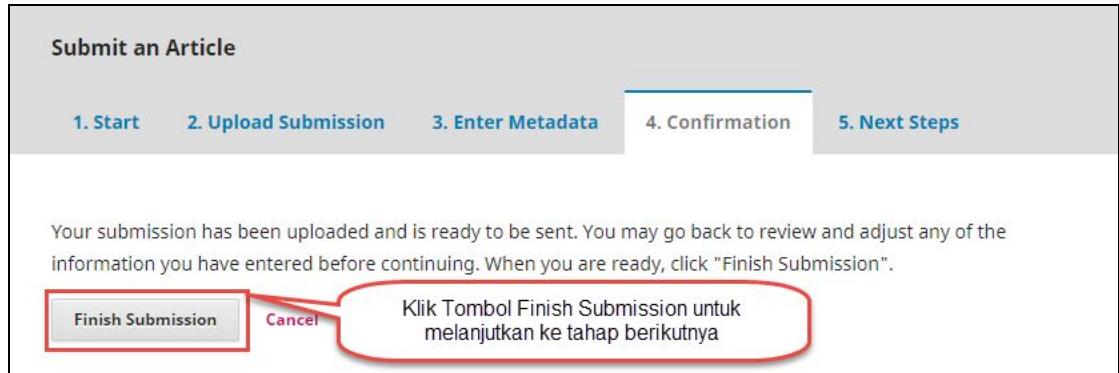 Submit an Article
1. Start 2. Upload Submission 3. Enter Metadata 4. Confirmation 5. Next Steps
Your submission has been uploaded and is ready to be sent. You may go back to review and adjust any of the
information you have entered before continuing. When you are ready, click "Finish Submission".
Finish Submission Cancel
Klik Tombol Finish Submission untuk
melanjutkan ke tahap berikutnya